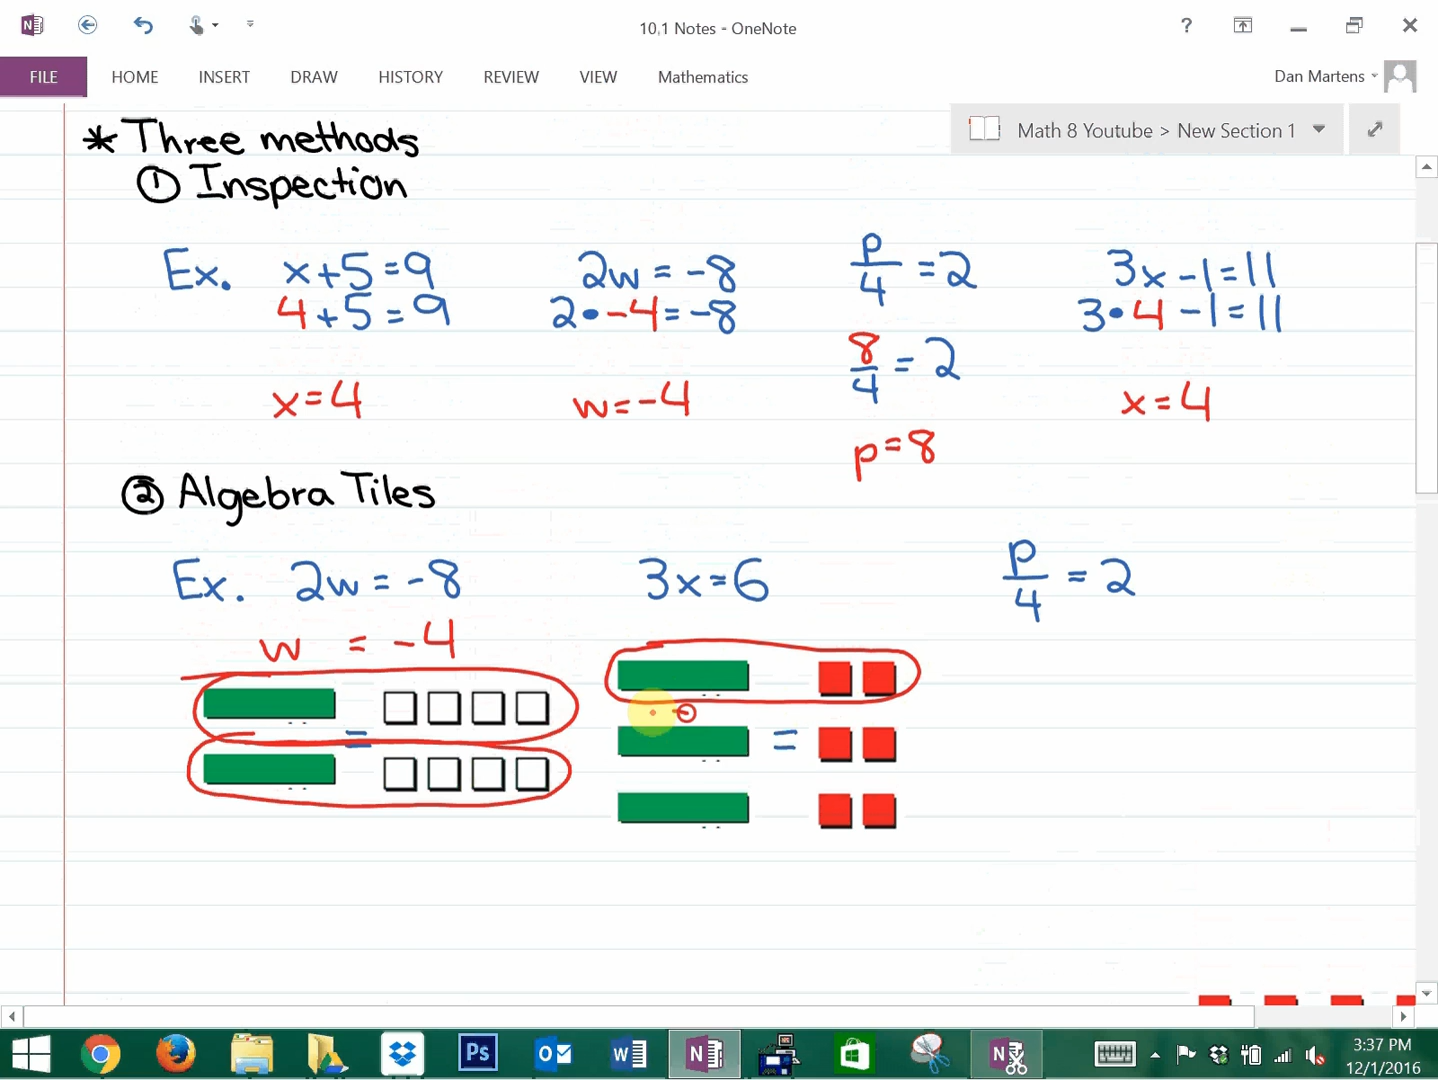 10,1 Notes - OneNote
?
FILE HOME INSERT DRAW HISTORY REVIEW VIEW Mathematics Dan Martens
Math 8 Youtube > New Section 1
* Three methods
① Inspection
Ex. x+5=9 2w = -8 p/4 = 2 3x -1 = 11
4+5=9 2•-4=-8 3•4 -1 = 11
8/4 = 2
x=4 w=-4 x=4
p=8
② Algebra Tiles
Ex. 2w = -8 3x=6 p/4 = 2
w = -4
= =
3:37 PM
12/1/2016